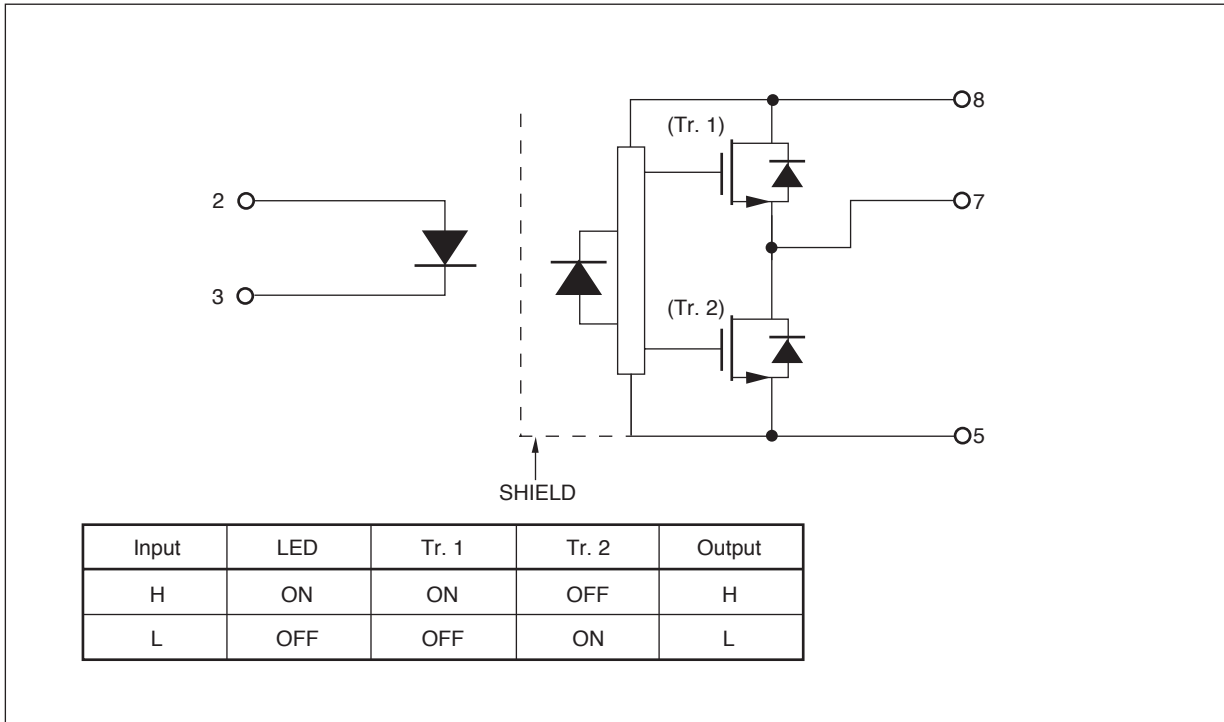 8
(Tr. 1)
2
7
3
(Tr. 2)
5
SHIELD
Input LED Tr. 1 Tr. 2 Output
H ON ON OFF H
L OFF OFF ON L